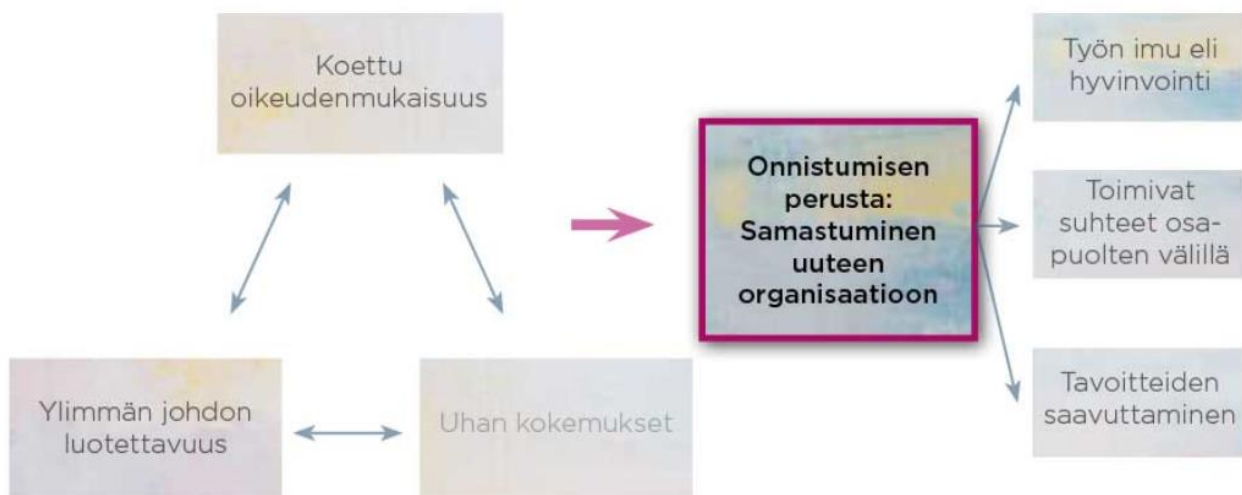 Koettu
oikeudenmukaisuus
Ylimmän johdon
luotettavuus
Uhan kokemukset
Onnistumisen
perusta:
Samastuminen
uuteen
organisaatioon
Työn imu eli
hyvinvointi
Toimivat
suhteet osa-
puolten välillä
Tavoitteiden
saavuttaminen